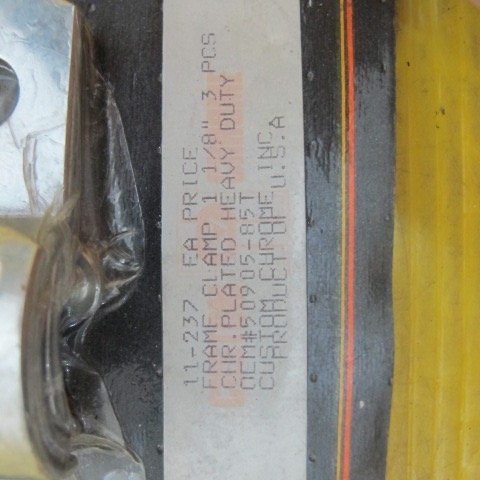 11-237 EA PRICE
FRAME CLAMP 1 1/8" 3 PCS
CHR.PLATED HEAVY DUTY
OEM#50905-85T
CUSTOM CHROME INC
PRODUCT OF U.S.A